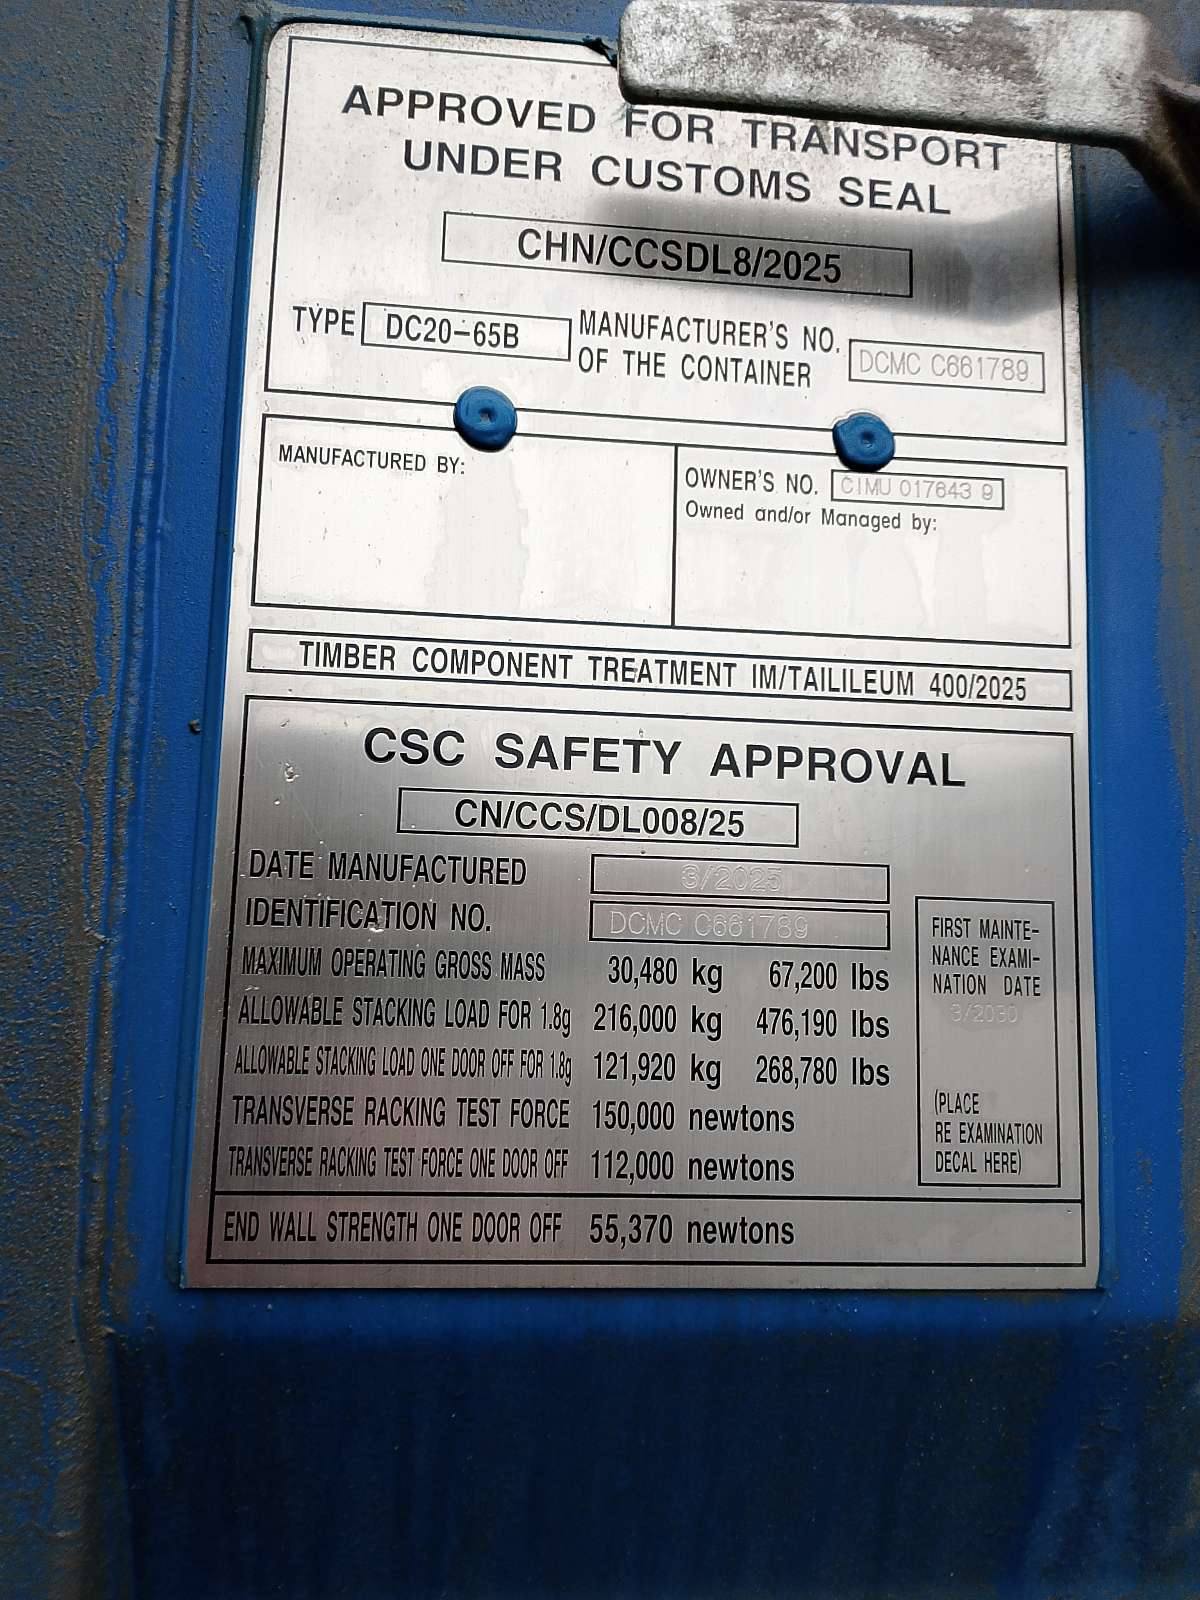 APPROVED FOR TRANSPORT
UNDER CUSTOMS SEAL
CHN/CCSDL8/2025
TYPE DC20-65B
MANUFACTURER'S NO.
OF THE CONTAINER
DCMC C661789
MANUFACTURED BY:
OWNER'S NO. CIMU 017643 9
Owned and/or Managed by:
TIMBER COMPONENT TREATMENT IM/TAILILEUM 400/2025
CSC SAFETY APPROVAL
CN/CCS/DL008/25
DATE MANUFACTURED 3/2025
IDENTIFICATION NO. DCMC C661789
MAXIMUM OPERATING GROSS MASS 30,480 kg 67,200 lbs
ALLOWABLE STACKING LOAD FOR 1.8g 216,000 kg 476,190 lbs
ALLOWABLE STACKING LOAD ONE DOOR OFF FOR 1.8g 121,920 kg 268,780 lbs
TRANSVERSE RACKING TEST FORCE 150,000 newtons
TRANSVERSE RACKING TEST FORCE ONE DOOR OFF 112,000 newtons
END WALL STRENGTH ONE DOOR OFF 55,370 newtons
FIRST MAINTE-
NANCE EXAMI-
NATION DATE
3/2030
(PLACE
RE EXAMINATION
DECAL HERE)